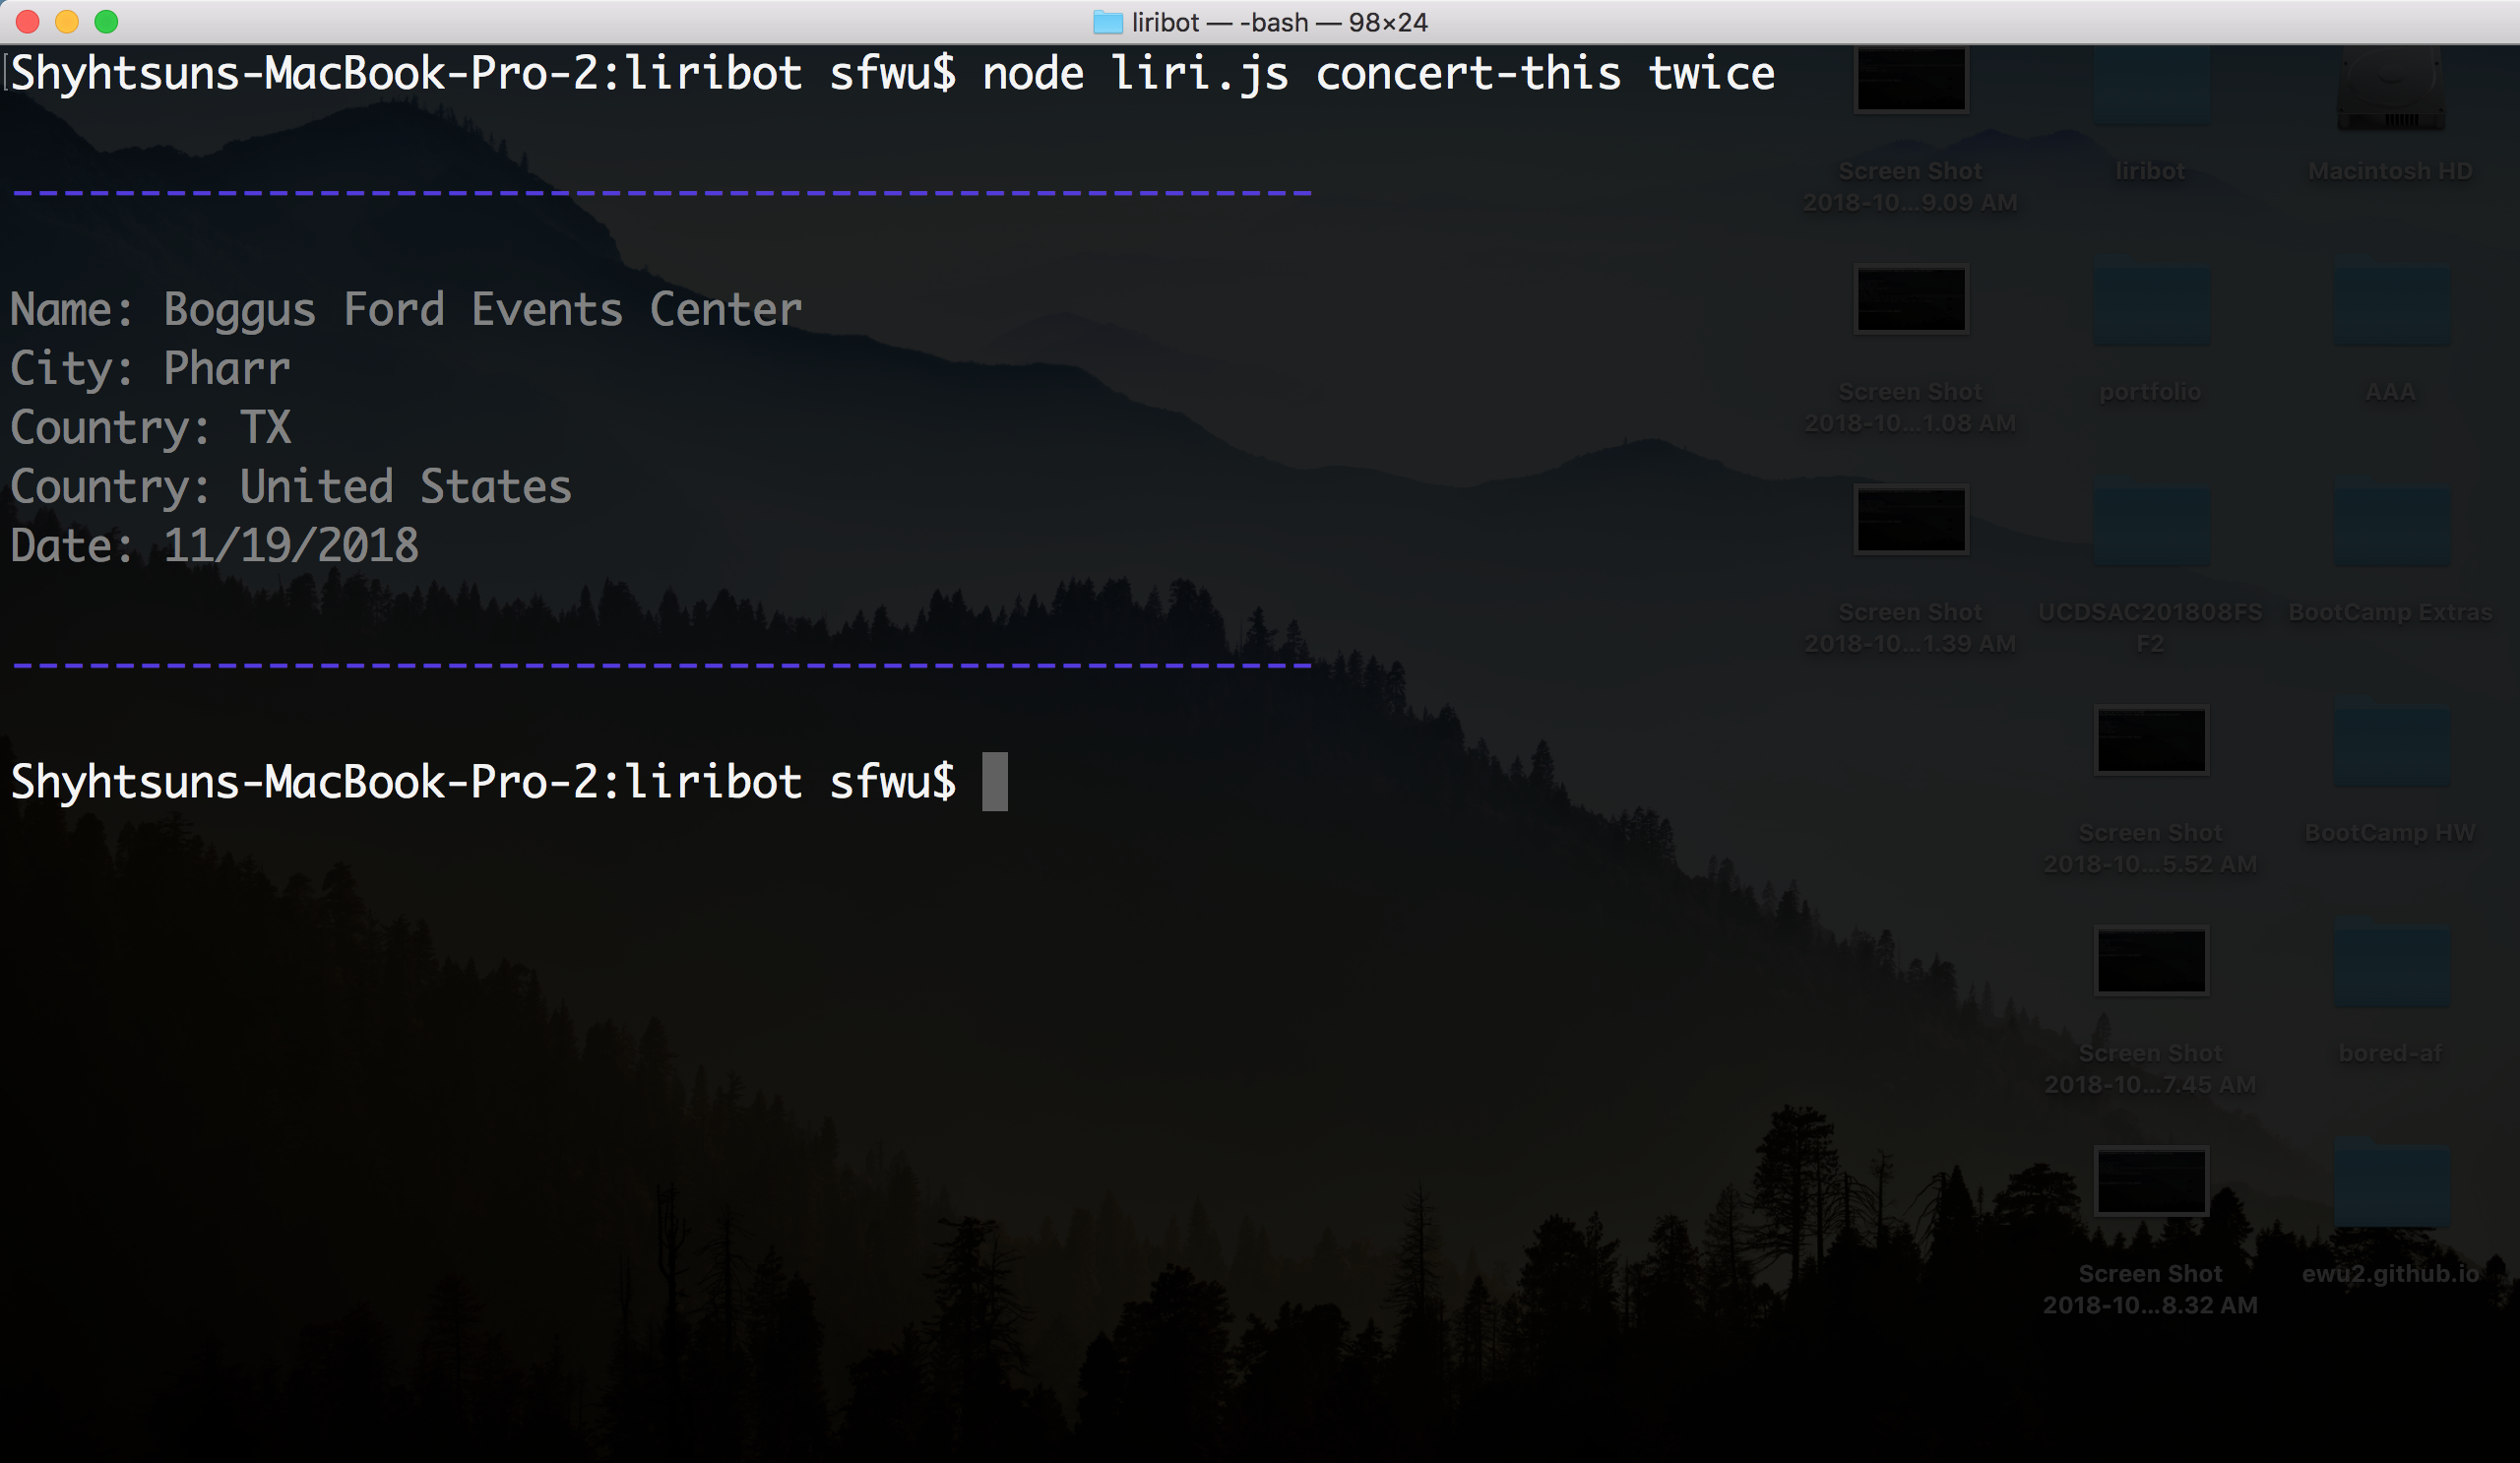 liribot — -bash — 98×24
Shyhtsuns-MacBook-Pro-2:liribot sfwu$ node liri.js concert-this twice
---------------------------------------------------
Name: Boggus Ford Events Center
City: Pharr
Country: TX
Country: United States
Date: 11/19/2018
---------------------------------------------------
Shyhtsuns-MacBook-Pro-2:liribot sfwu$
Screen Shot
2018-10...9.09 AM
liribot
Macintosh HD
Screen Shot
2018-10...1.08 AM
portfolio
AAA
Screen Shot
2018-10...1.39 AM
UCDSAC201808FS
F2
BootCamp Extras
Screen Shot
2018-10...5.52 AM
BootCamp HW
Screen Shot
2018-10...7.45 AM
bored-af
Screen Shot
2018-10...8.32 AM
ewu2.github.io